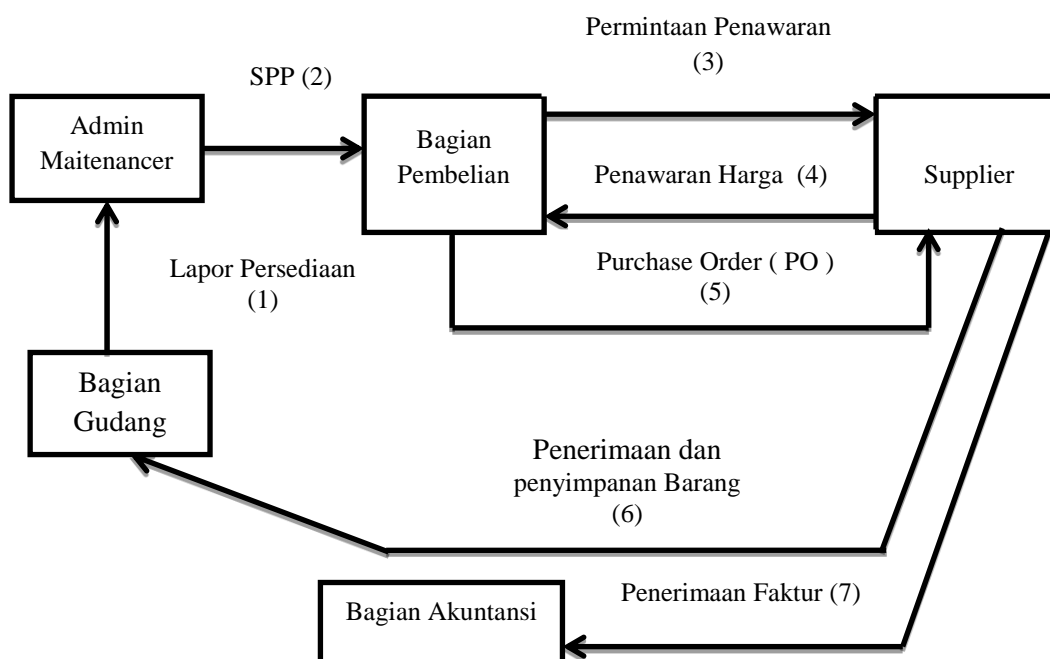 Permintaan Penawaran
(3)
SPP (2)
Admin
Maitenancer
Bagian
Pembelian
Penawaran Harga  (4)
Supplier
Purchase Order ( PO )
(5)
Lapor Persediaan
(1)
Bagian
Gudang
Penerimaan dan
penyimpanan Barang
(6)
Penerimaan Faktur (7)
Bagian Akuntansi